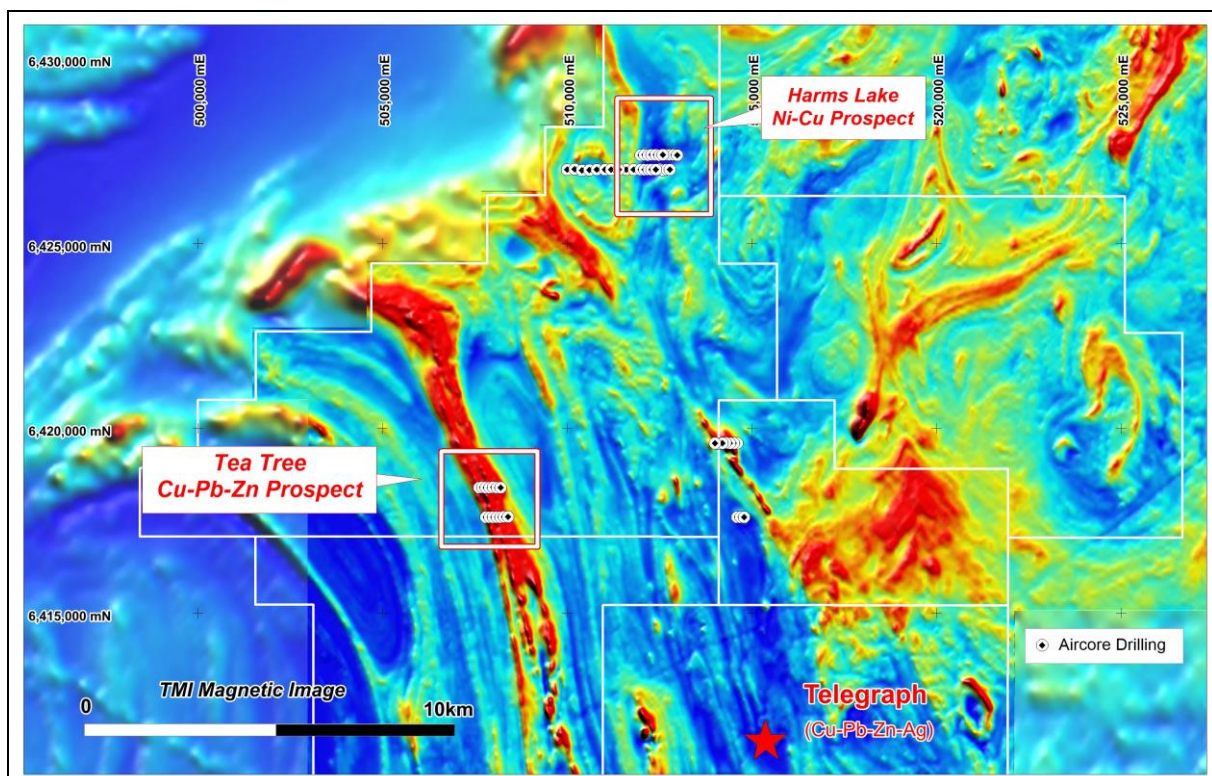 6,430,000 mN
500,000 mE
505,000 mE
510,000 mE
520,000 mE
525,000 mE
Harms Lake
Ni-Cu Prospect
6,425,000 mN
6,420,000 mN
Tea Tree
Cu-Pb-Zn Prospect
6,415,000 mN
Aircore Drilling
TMI Magnetic Image
0
10km
Telegraph
(Cu-Pb-Zn-Ag)